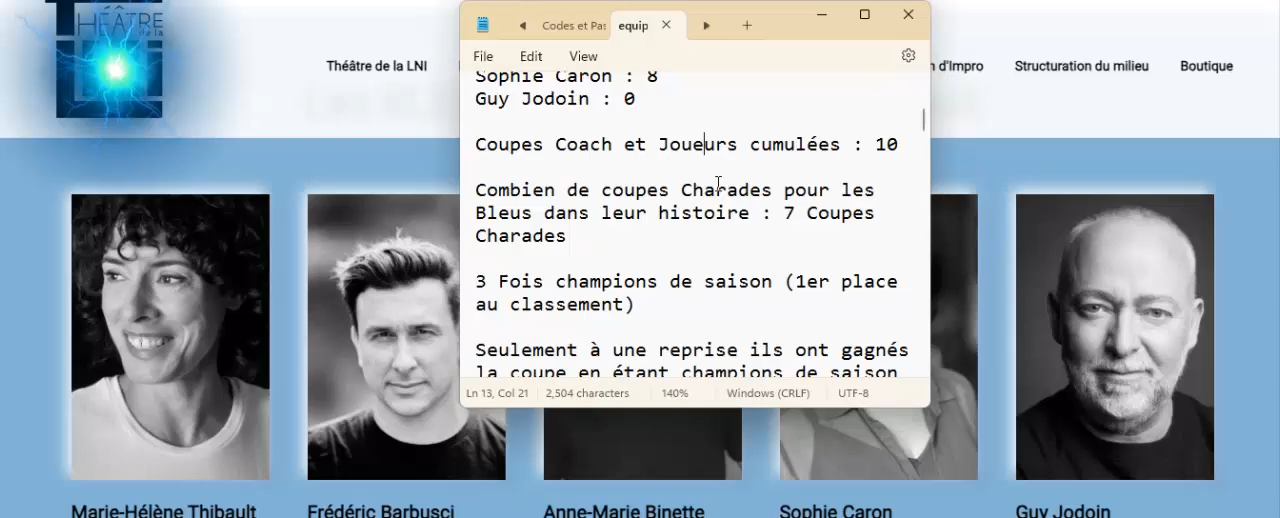 THÉÂTRE
de la
Théâtre de la LNI
n d'Impro
Structuration du milieu
Boutique
Codes et Pas
equip
File
Edit
View
Sophie Caron : 8
Guy Jodoin : 0
Coupes Coach et Joueurs cumulées : 10
Combien de coupes Charades pour les
Bleus dans leur histoire : 7 Coupes
Charades
3 Fois champions de saison (1er place
au classement)
Seulement à une reprise ils ont gagnés
la coupe en étant champions de saison
Ln 13, Col 21
2,504 characters
140%
Windows (CRLF)
UTF-8
Marie-Hélène Thibault
Frédéric Barbusci
Anne-Marie Binette
Sophie Caron
Guy Jodoin